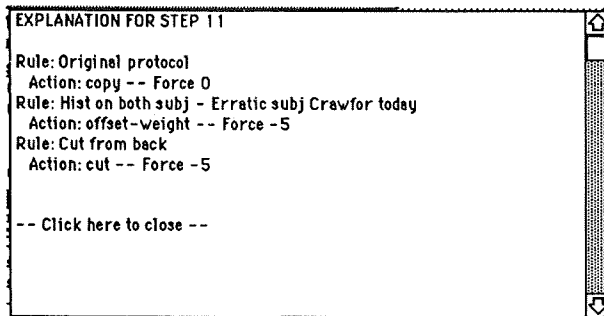 EXPLANATION FOR STEP 11
Rule: Original protocol
Action: copy -- Force 0
Rule: Hist on both subj - Erratic subj Crawfor today
Action: offset-weight -- Force -5
Rule: Cut from back
Action: cut -- Force -5
-- Click here to close --